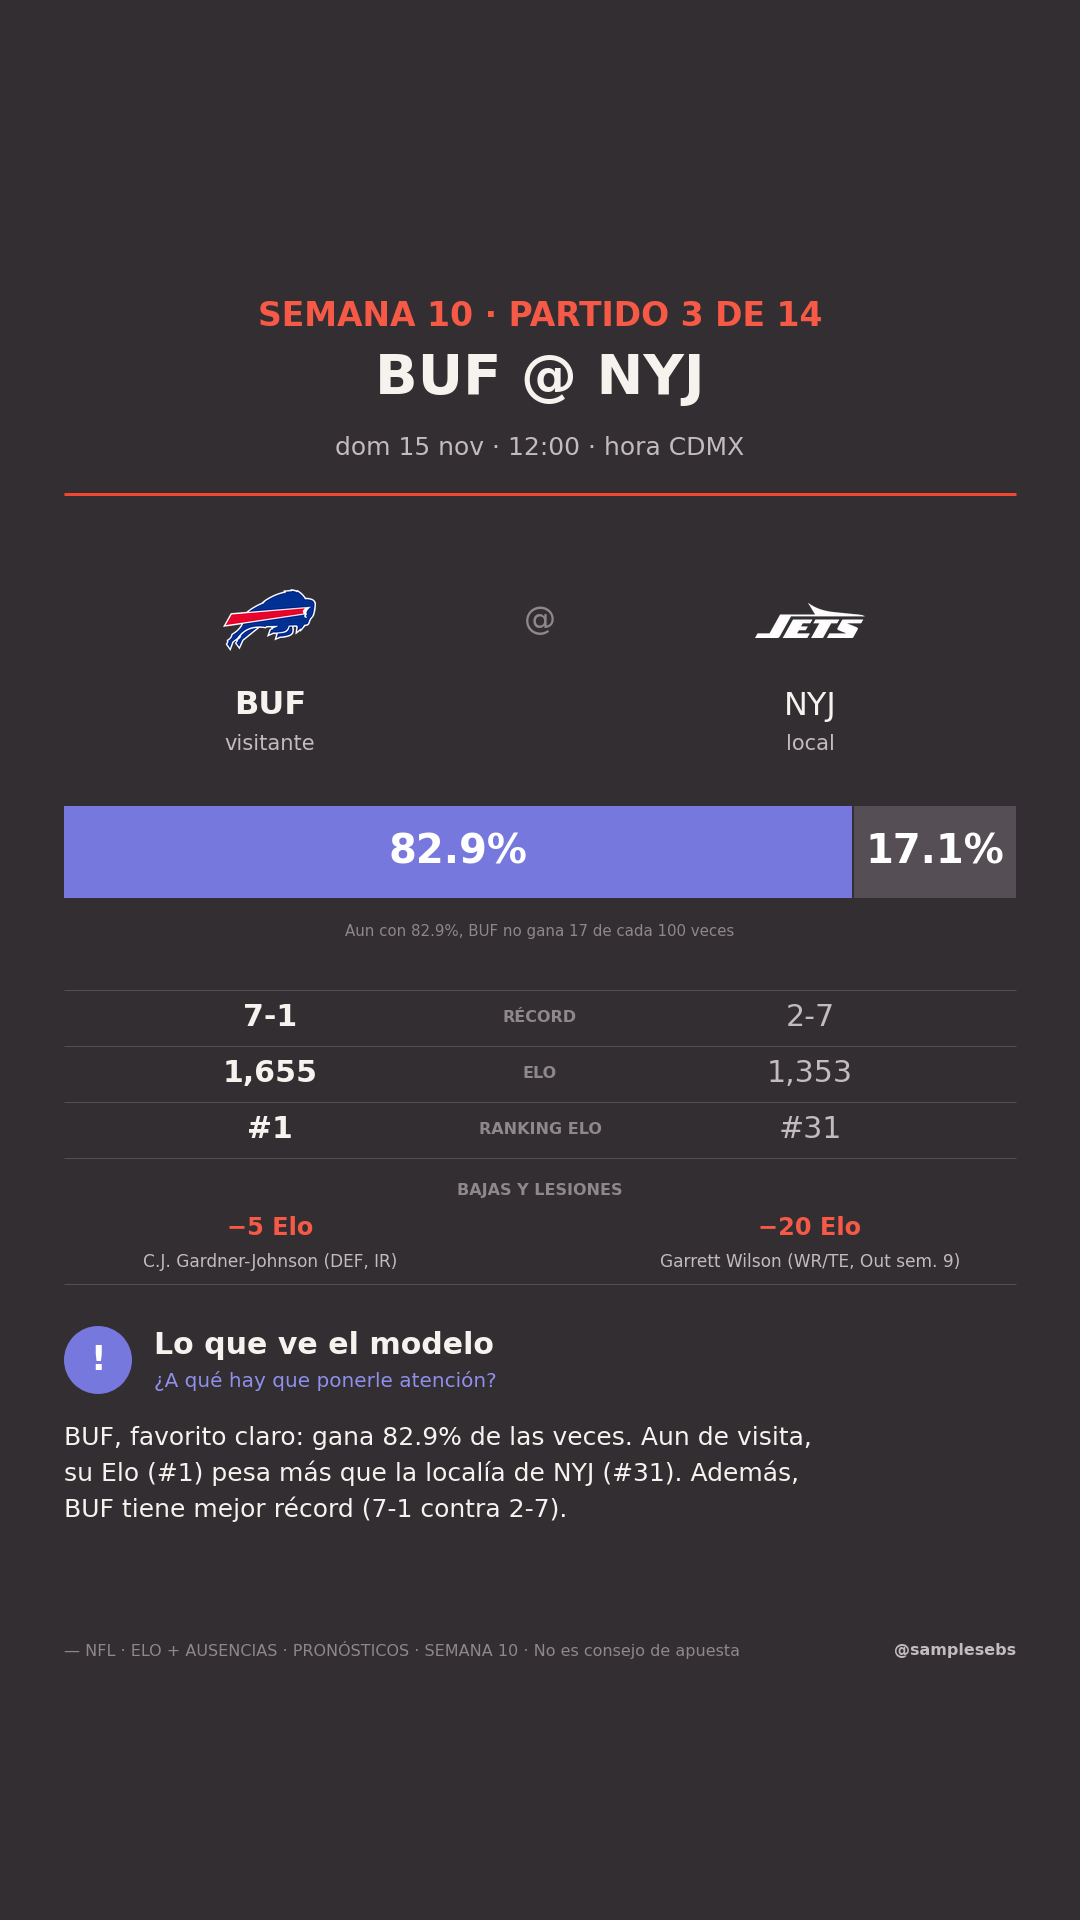 SEMANA 10 · PARTIDO 3 DE 14
BUF @ NYJ
dom 15 nov · 12:00 · hora CDMX
@
JETS
BUF
NYJ
visitante
local
82.9%
17.1%
Aun con 82.9%, BUF no gana 17 de cada 100 veces
7-1 RÉCORD 2-7
1,655 ELO 1,353
#1 RANKING ELO #31
BAJAS Y LESIONES
−5 Elo
−20 Elo
C.J. Gardner-Johnson (DEF, IR)
Garrett Wilson (WR/TE, Out sem. 9)
!
Lo que ve el modelo
¿A qué hay que ponerle atención?
BUF, favorito claro: gana 82.9% de las veces. Aun de visita,
su Elo (#1) pesa más que la localía de NYJ (#31). Además,
BUF tiene mejor récord (7-1 contra 2-7).
— NFL · ELO + AUSENCIAS · PRONÓSTICOS · SEMANA 10 · No es consejo de apuesta
@samplesebs